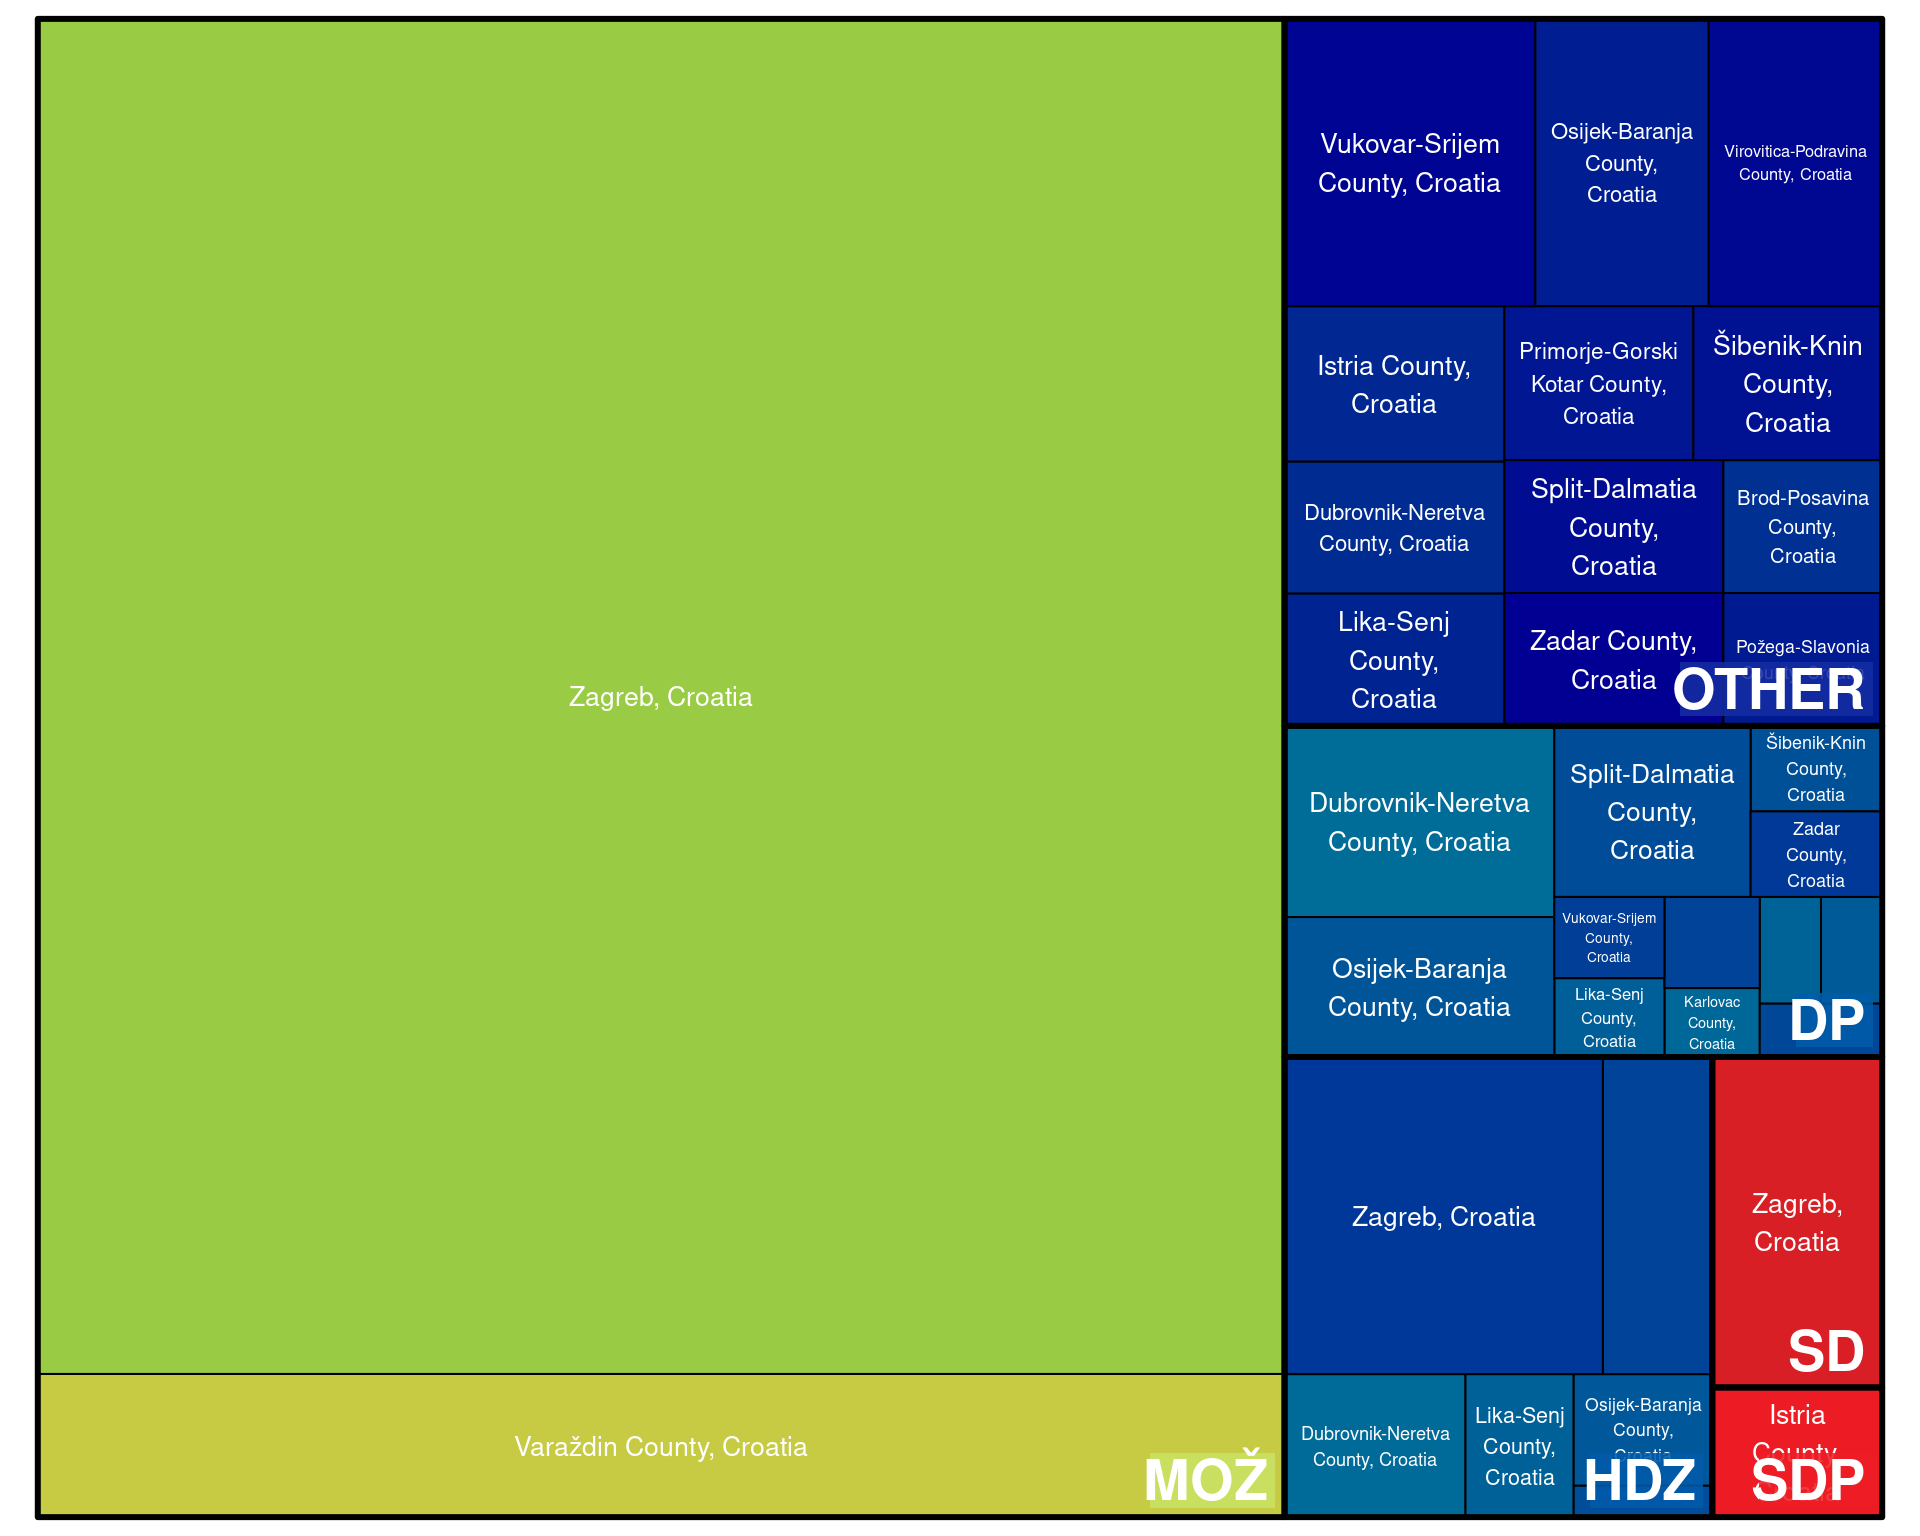 Zagreb, Croatia
Varaždin County, Croatia
MOŽ
Vukovar-Srijem
County, Croatia
Osijek-Baranja
County,
Croatia
Virovitica-Podravina
County, Croatia
Istria County,
Croatia
Primorje-Gorski
Kotar County,
Croatia
Šibenik-Knin
County,
Croatia
Dubrovnik-Neretva
County, Croatia
Split-Dalmatia
County,
Croatia
Brod-Posavina
County,
Croatia
Lika-Senj
County,
Croatia
Zadar County,
Croatia
Požega-Slavonia
County, Croatia
OTHER
Dubrovnik-Neretva
County, Croatia
Split-Dalmatia
County,
Croatia
Šibenik-Knin
County,
Croatia
Zadar
County,
Croatia
Osijek-Baranja
County, Croatia
Vukovar-Srijem
County,
Croatia
Lika-Senj
County,
Croatia
Karlovac
County,
Croatia
DP
Zagreb, Croatia
Dubrovnik-Neretva
County, Croatia
Lika-Senj
County,
Croatia
Osijek-Baranja
County,
Croatia
HDZ
Zagreb,
Croatia
SD
Istria
County,
Croatia
SDP